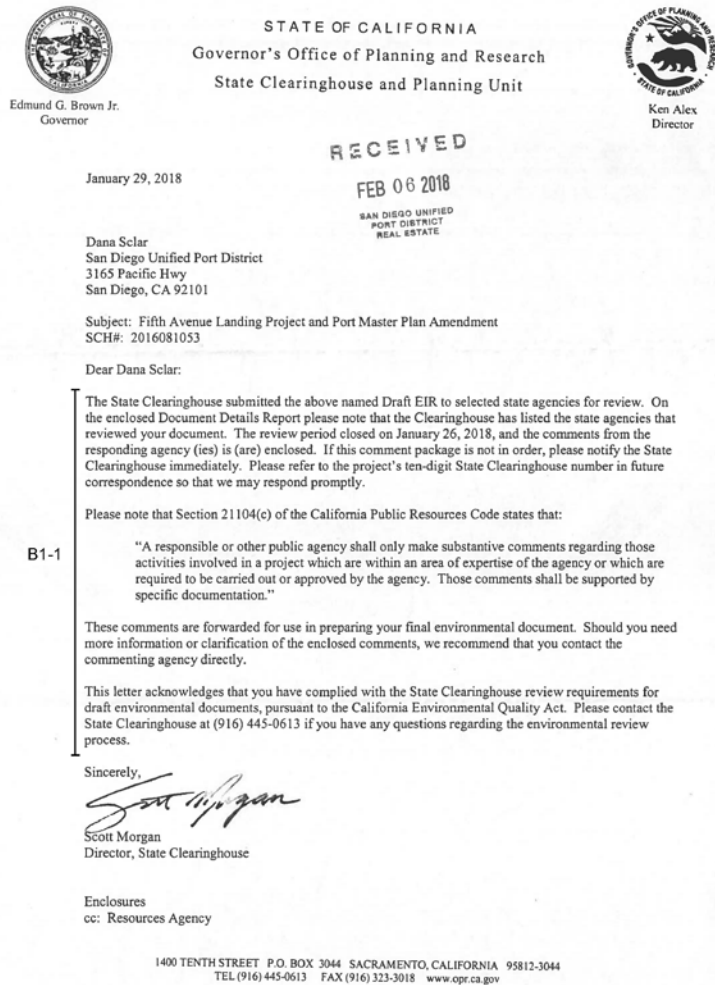 STATE OF CALIFORNIA
Governor's Office of Planning and Research
State Clearinghouse and Planning Unit
Edmund G. Brown Jr.
Governor
GOVERNOR'S OFFICE OF PLANNING AND RESEARCH
STATE OF CALIFORNIA
Ken Alex
Director
RECEIVED
FEB 06 2018
SAN DIEGO UNIFIED
PORT DISTRICT
REAL ESTATE
January 29, 2018
Dana Sclar
San Diego Unified Port District
3165 Pacific Hwy
San Diego, CA 92101
Subject: Fifth Avenue Landing Project and Port Master Plan Amendment
SCH#: 2016081053
Dear Dana Sclar:
The State Clearinghouse submitted the above named Draft EIR to selected state agencies for review. On
the enclosed Document Details Report please note that the Clearinghouse has listed the state agencies that
reviewed your document. The review period closed on January 26, 2018, and the comments from the
responding agency (ies) is (are) enclosed. If this comment package is not in order, please notify the State
Clearinghouse immediately. Please refer to the project's ten-digit State Clearinghouse number in future
correspondence so that we may respond promptly.
Please note that Section 21104(c) of the California Public Resources Code states that:
B1-1
"A responsible or other public agency shall only make substantive comments regarding those
activities involved in a project which are within an area of expertise of the agency or which are
required to be carried out or approved by the agency. Those comments shall be supported by
specific documentation."
These comments are forwarded for use in preparing your final environmental document. Should you need
more information or clarification of the enclosed comments, we recommend that you contact the
commenting agency directly.
This letter acknowledges that you have complied with the State Clearinghouse review requirements for
draft environmental documents, pursuant to the California Environmental Quality Act. Please contact the
State Clearinghouse at (916) 445-0613 if you have any questions regarding the environmental review
process.
Sincerely,
Scott Morgan
Scott Morgan
Director, State Clearinghouse
Enclosures
cc: Resources Agency
1400 TENTH STREET P.O. BOX 3044 SACRAMENTO, CALIFORNIA 95812-3044
TEL (916) 445-0613 FAX (916) 323-3018 www.opr.ca.gov